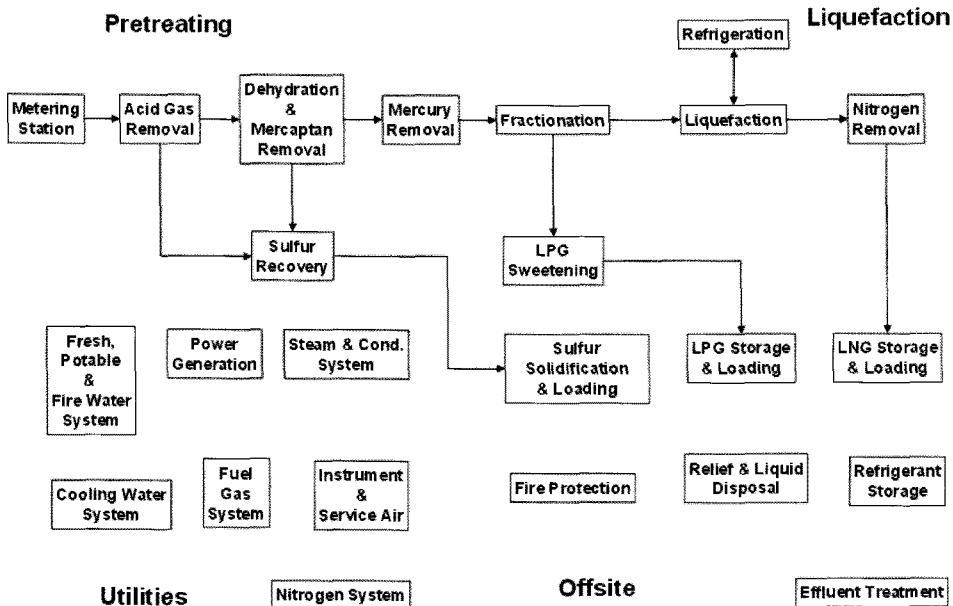 Pretreating
Liquefaction
Refrigeration
Metering
Station
Acid Gas
Removal
Dehydration
&
Mercaptan
Removal
Mercury
Removal
Fractionation
Liquefaction
Nitrogen
Removal
Sulfur
Recovery
LPG
Sweetening
Fresh,
Potable
&
Fire Water
System
Power
Generation
Steam & Cond.
System
Sulfur
Solidification
& Loading
LPG Storage
& Loading
LNG Storage
& Loading
Cooling Water
System
Fuel
Gas
System
Instrument
&
Service Air
Fire Protection
Relief & Liquid
Disposal
Refrigerant
Storage
Utilities
Nitrogen System
Offsite
Effluent Treatment